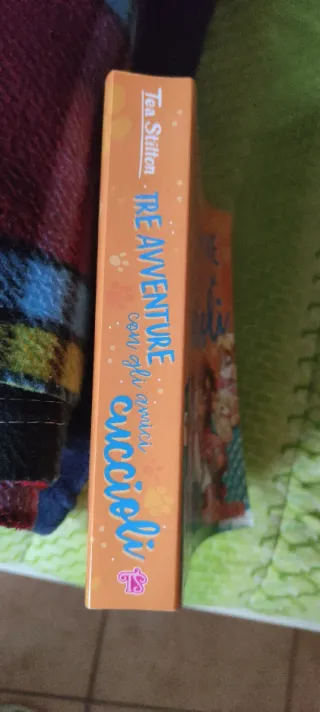 Tea Stilton
TRE AVVENTURE
con gli amici
cuccioli